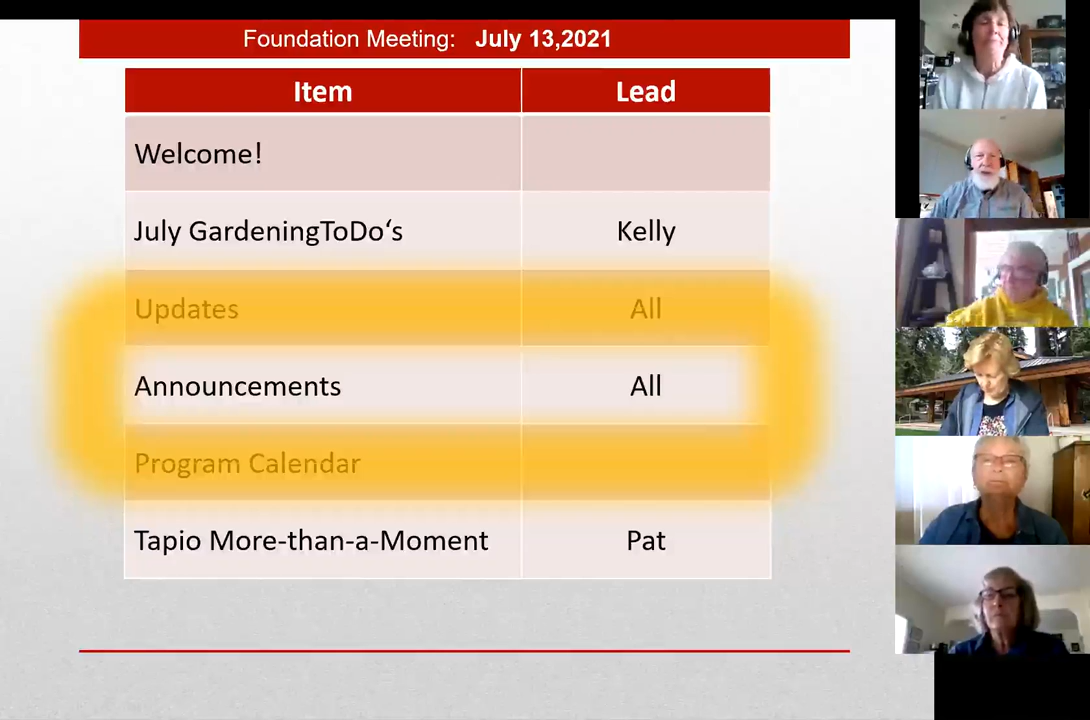 Foundation Meeting: July 13,2021
Item Lead
Welcome!
July GardeningToDo‘s Kelly
Updates All
Announcements All
Program Calendar
Tapio More-than-a-Moment Pat